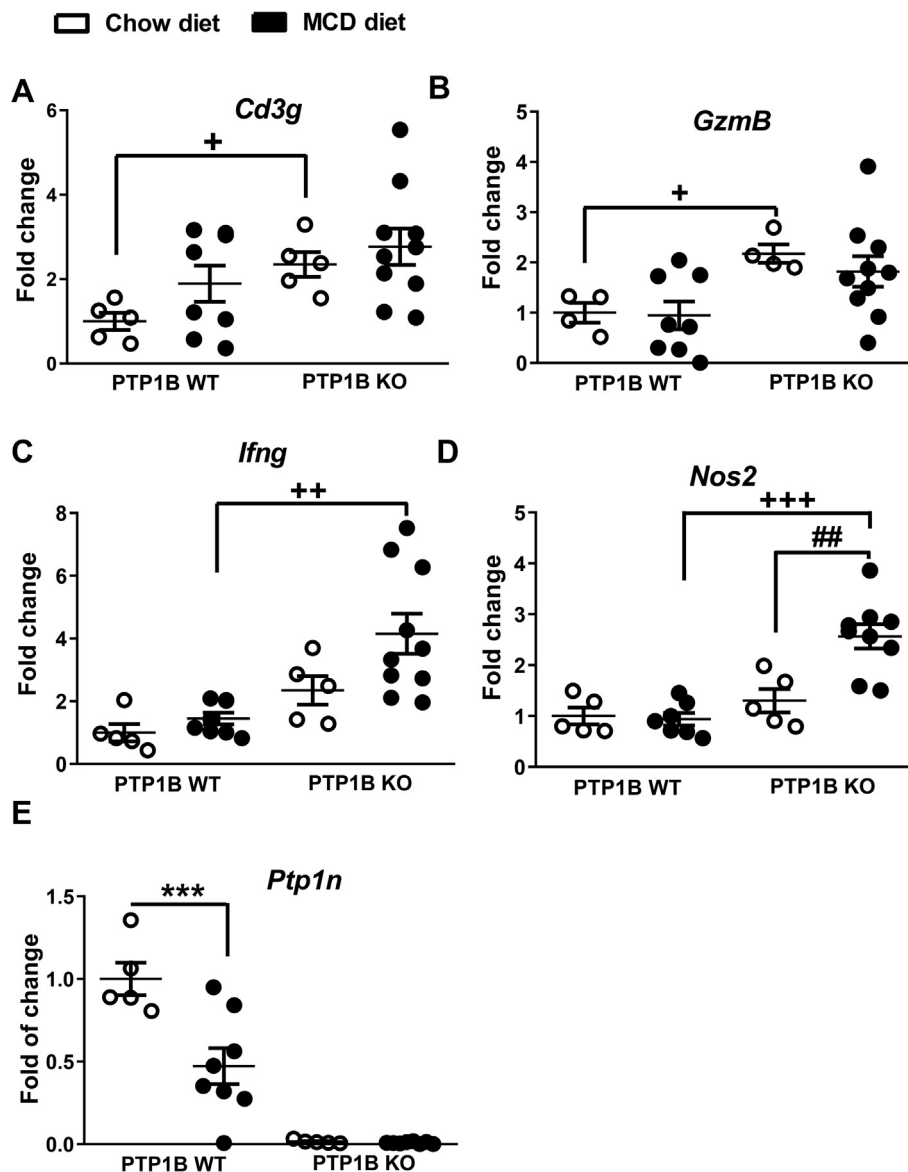 Chow diet MCD diet
A
Cd3g
Fold change
6
4
2
0
+
PTP1B WT PTP1B KO
B
GzmB
Fold change
5
4
3
2
1
0
+
PTP1B WT PTP1B KO
C
Ifng
Fold change
8
6
4
2
0
++
PTP1B WT PTP1B KO
D
Nos2
Fold change
5
4
3
2
1
0
+++
##
PTP1B WT PTP1B KO
E
Ptp1n
Fold of change
1.5
1.0
0.5
0.0
***
PTP1B WT PTP1B KO